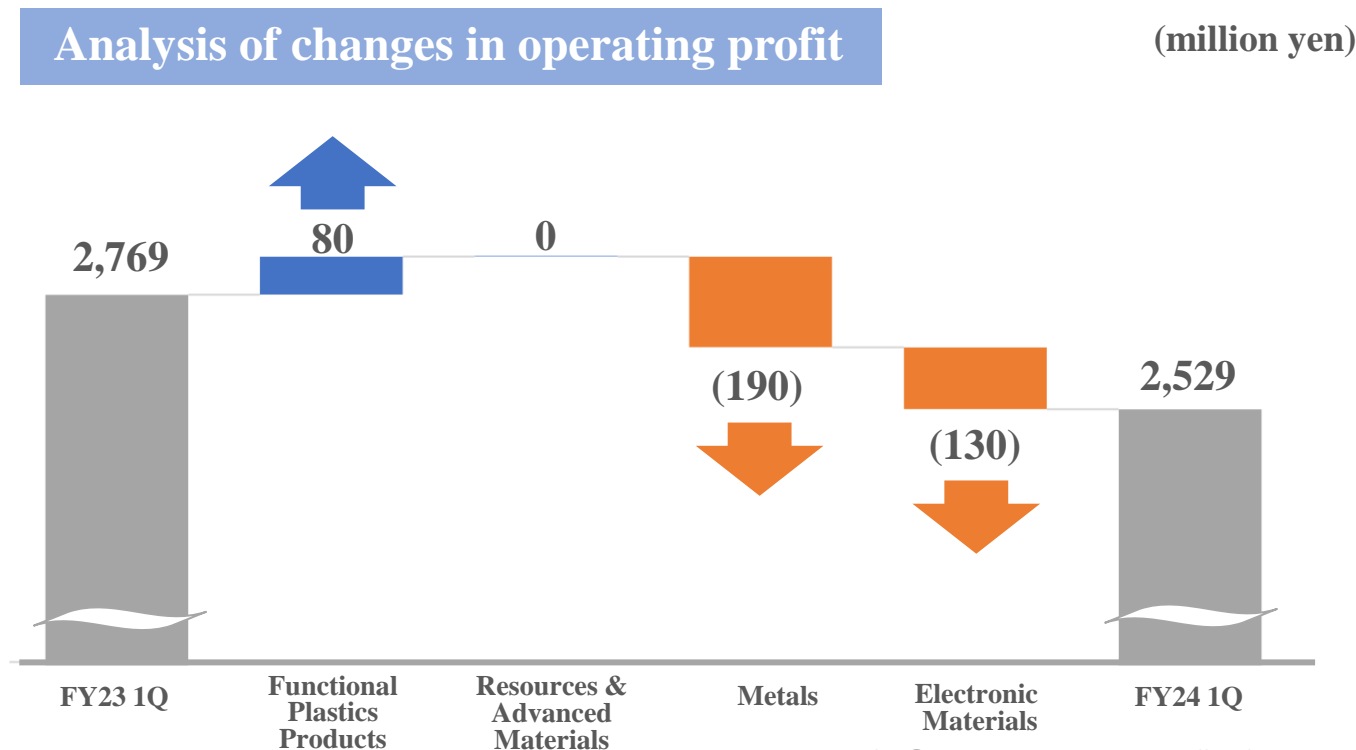 Analysis of changes in operating profit
(million yen)
2,769
80
0
(190)
(130)
2,529
FY23 1Q
Functional
Plastics
Products
Resources &
Advanced
Materials
Metals
Electronic
Materials
FY24 1Q